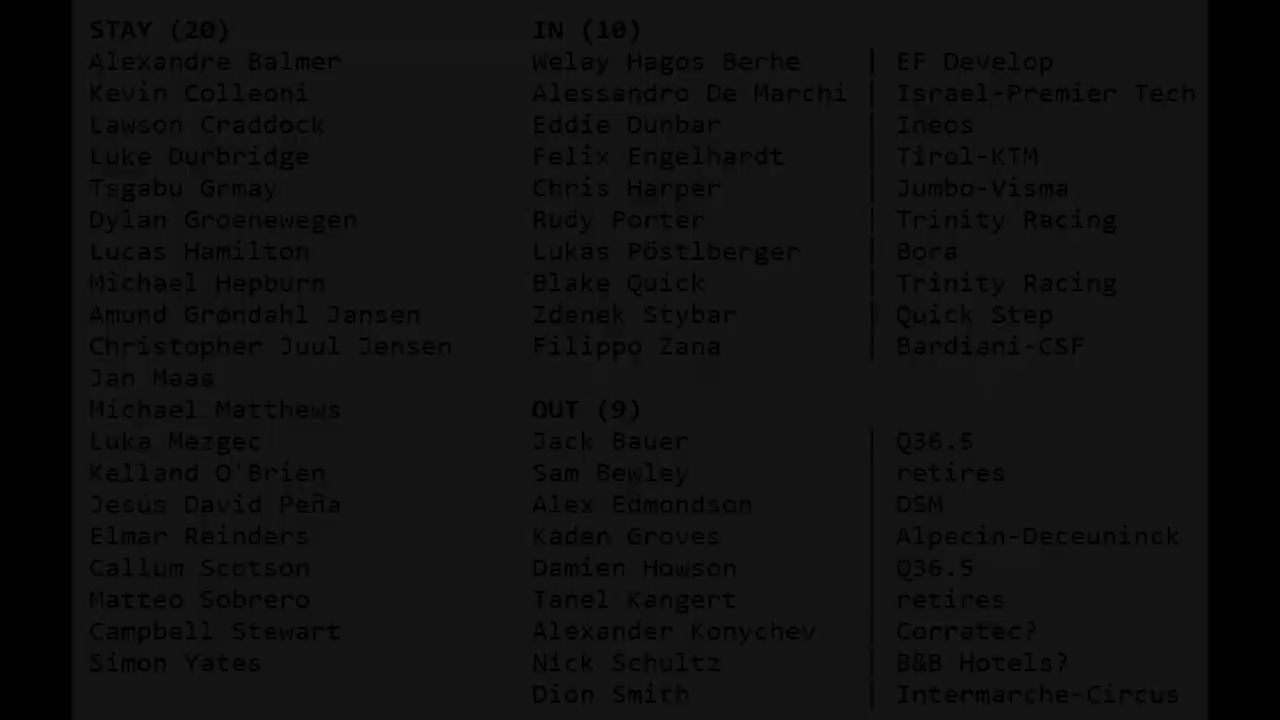 STAY (20)
Alexandre Balmer
Kevin Colleoni
Lawson Craddock
Luke Durbridge
Tsgabu Grmay
Dylan Groenewegen
Lucas Hamilton
Michael Hepburn
Amund Grøndahl Jansen
Christopher Juul Jensen
Jan Maas
Michael Matthews
Luka Mezgec
Kelland O'Brien
Jesús David Peña
Elmar Reinders
Callum Scotson
Matteo Sobrero
Campbell Stewart
Simon Yates
IN (10)
Welay Hagos Berhe | EF Develop
Alessandro De Marchi | Israel-Premier Tech
Eddie Dunbar | Ineos
Felix Engelhardt | Tirol-KTM
Chris Harper | Jumbo-Visma
Rudy Porter | Trinity Racing
Lukas Pöstlberger | Bora
Blake Quick | Trinity Racing
Zdenek Stybar | Quick Step
Filippo Zana | Bardiani-CSF
OUT (9)
Jack Bauer | Q36.5
Sam Bewley | retires
Alex Edmondson | DSM
Kaden Groves | Alpecin-Deceuninck
Damien Howson | Q36.5
Tanel Kangert | retires
Alexander Konychev | Corratec?
Nick Schultz | B&B Hotels?
Dion Smith | Intermarche-Circus